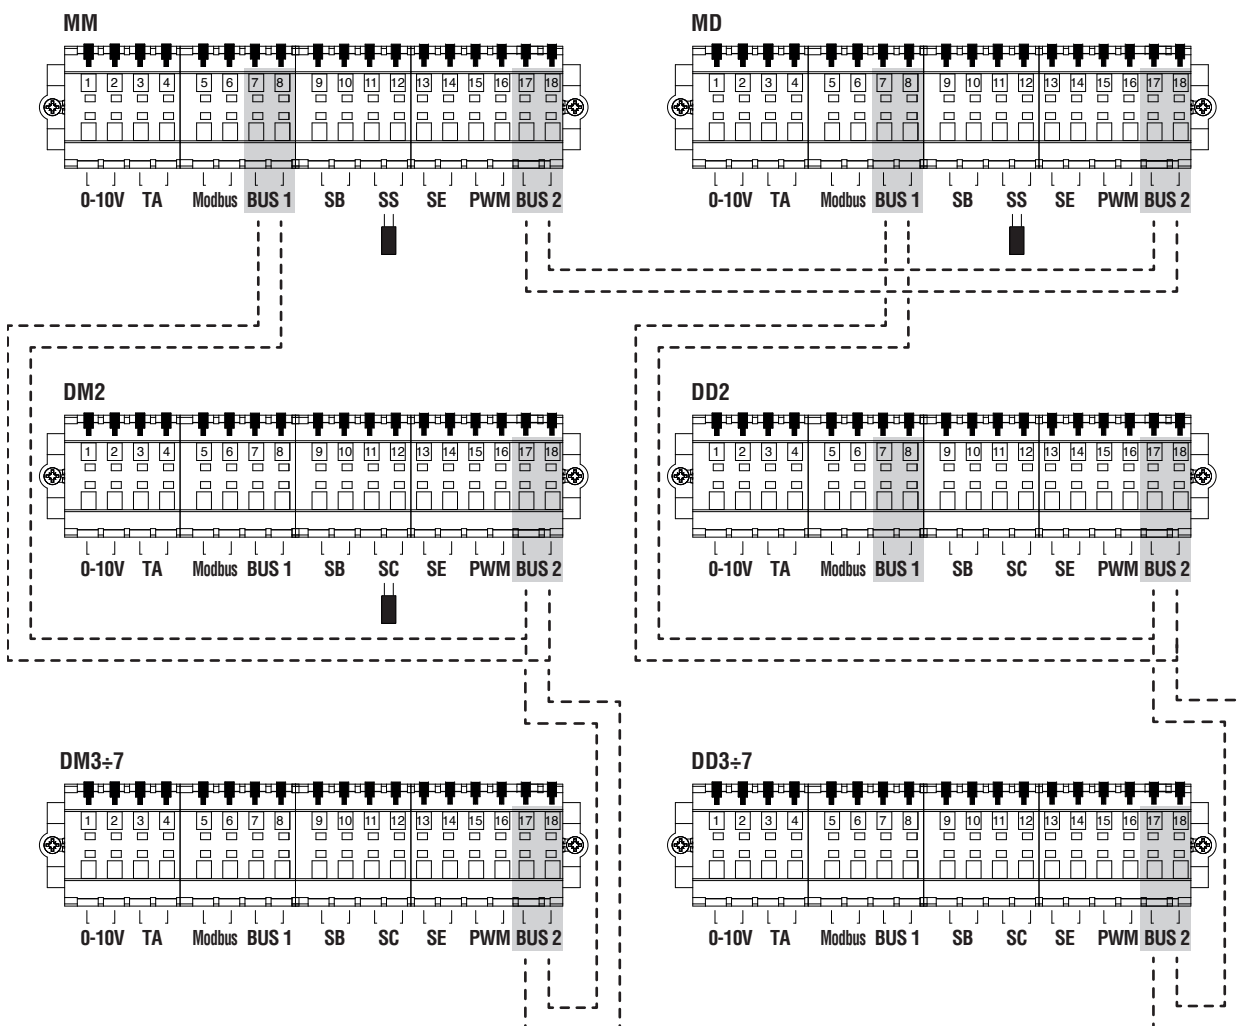 MM MD
1 2 3 4 5 6 7 8 9 10 11 12 13 14 15 16 17 18 1 2 3 4 5 6 7 8 9 10 11 12 13 14 15 16 17 18
0-10V TA Modbus BUS 1 SB SS SE PWM BUS 2 0-10V TA Modbus BUS 1 SB SS SE PWM BUS 2
DM2 DD2
1 2 3 4 5 6 7 8 9 10 11 12 13 14 15 16 17 18 1 2 3 4 5 6 7 8 9 10 11 12 13 14 15 16 17 18
0-10V TA Modbus BUS 1 SB SC SE PWM BUS 2 0-10V TA Modbus BUS 1 SB SC SE PWM BUS 2
DM3÷7 DD3÷7
1 2 3 4 5 6 7 8 9 10 11 12 13 14 15 16 17 18 1 2 3 4 5 6 7 8 9 10 11 12 13 14 15 16 17 18
0-10V TA Modbus BUS 1 SB SC SE PWM BUS 2 0-10V TA Modbus BUS 1 SB SC SE PWM BUS 2